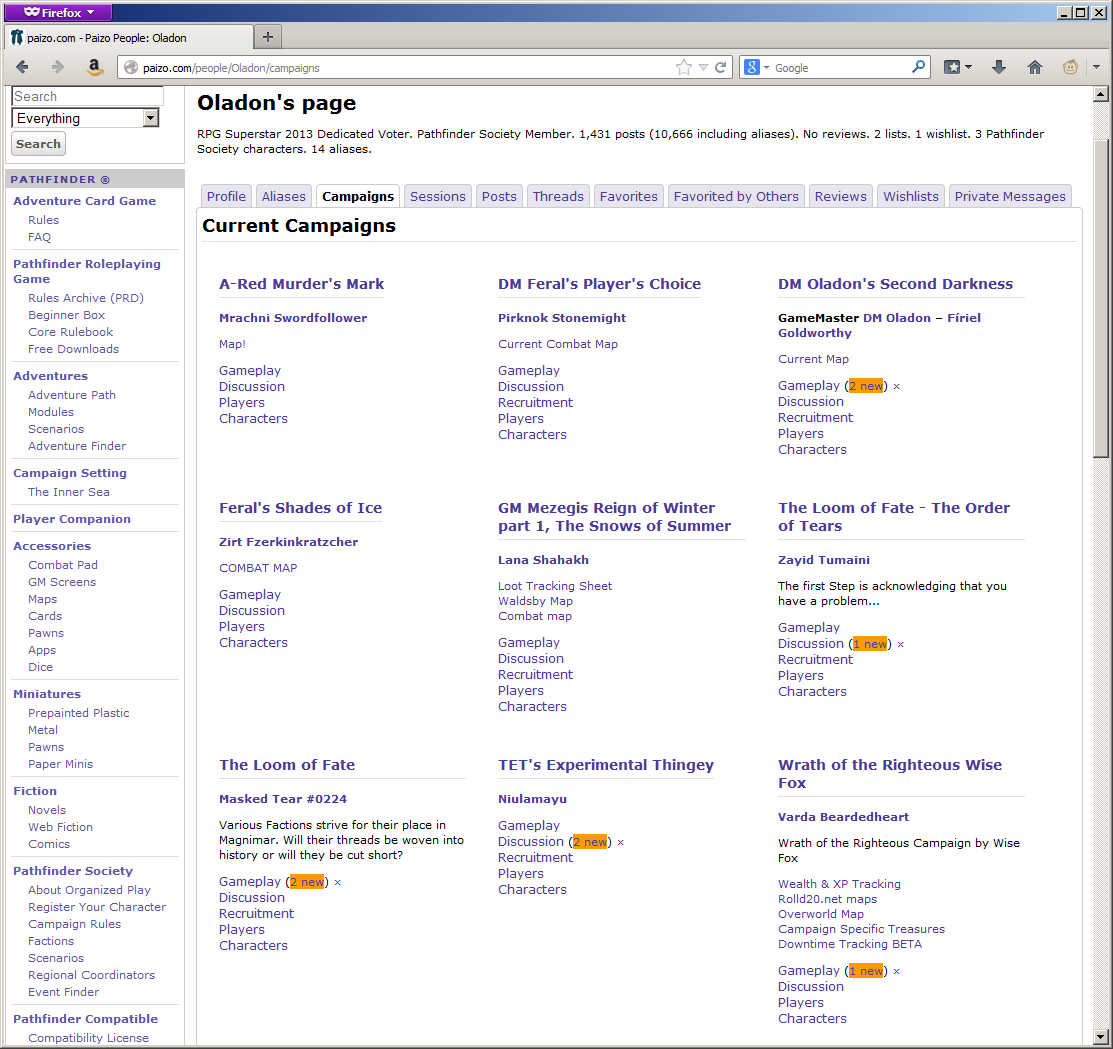 Firefox
paizo.com - Paizo People: Oladon
paizo.com/people/Oladon/campaigns
Google
Search
Everything
Search
PATHFINDER ®
Adventure Card Game
Rules
FAQ
Pathfinder Roleplaying
Game
Rules Archive (PRD)
Beginner Box
Core Rulebook
Free Downloads
Adventures
Adventure Path
Modules
Scenarios
Adventure Finder
Campaign Setting
The Inner Sea
Player Companion
Accessories
Combat Pad
GM Screens
Maps
Cards
Pawns
Apps
Dice
Miniatures
Prepainted Plastic
Metal
Pawns
Paper Minis
Fiction
Novels
Web Fiction
Comics
Pathfinder Society
About Organized Play
Register Your Character
Campaign Rules
Factions
Scenarios
Regional Coordinators
Event Finder
Pathfinder Compatible
Compatibility License
Oladon's page
RPG Superstar 2013 Dedicated Voter. Pathfinder Society Member. 1,431 posts (10,666 including aliases). No reviews. 2 lists. 1 wishlist. 3 Pathfinder
Society characters. 14 aliases.
Profile Aliases Campaigns Sessions Posts Threads Favorites Favorited by Others Reviews Wishlists Private Messages
Current Campaigns
A-Red Murder's Mark
Mrachni Swordfollower
Map!
Gameplay
Discussion
Players
Characters
DM Feral's Player's Choice
Pirknok Stonemight
Current Combat Map
Gameplay
Discussion
Recruitment
Players
Characters
DM Oladon's Second Darkness
GameMaster DM Oladon – Fíriel
Goldworthy
Current Map
Gameplay (2 new) ×
Discussion
Recruitment
Players
Characters
Feral's Shades of Ice
Zirt Fzerkinkratzcher
COMBAT MAP
Gameplay
Discussion
Players
Characters
GM Mezegis Reign of Winter
part 1, The Snows of Summer
Lana Shahakh
Loot Tracking Sheet
Waldsby Map
Combat map
Gameplay
Discussion
Recruitment
Players
Characters
The Loom of Fate - The Order
of Tears
Zayid Tumaini
The first Step is acknowledging that you
have a problem...
Gameplay
Discussion (1 new) ×
Recruitment
Players
Characters
The Loom of Fate
Masked Tear #0224
Various Factions strive for their place in
Magnimar. Will their threads be woven into
history or will they be cut short?
Gameplay (2 new) ×
Discussion
Recruitment
Players
Characters
TET's Experimental Thingey
Niulamayu
Gameplay
Discussion (2 new) ×
Recruitment
Players
Characters
Wrath of the Righteous Wise
Fox
Varda Beardedheart
Wrath of the Righteous Campaign by Wise
Fox
Wealth & XP Tracking
Rolld20.net maps
Overworld Map
Campaign Specific Treasures
Downtime Tracking BETA
Gameplay (1 new) ×
Discussion
Players
Characters